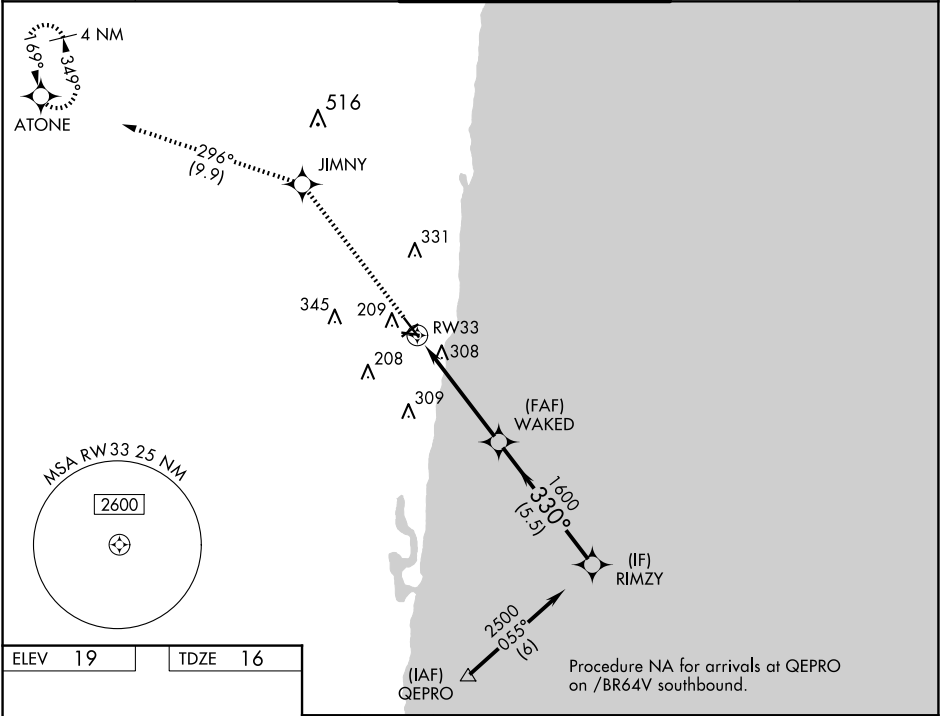 4 NM
169°
349°
ATONE
516
296°
(9.9)
JIMNY
331
345
209
RW33
308
208
309
(FAF)
WAKED
MSA RW33 25 NM
2600
1600
330°
(5.5)
(IF)
RIMZY
2500
055°
(6)
(IAF)
QEPRO
Procedure NA for arrivals at QEPRO
on /BR64V southbound.
ELEV 19
TDZE 16